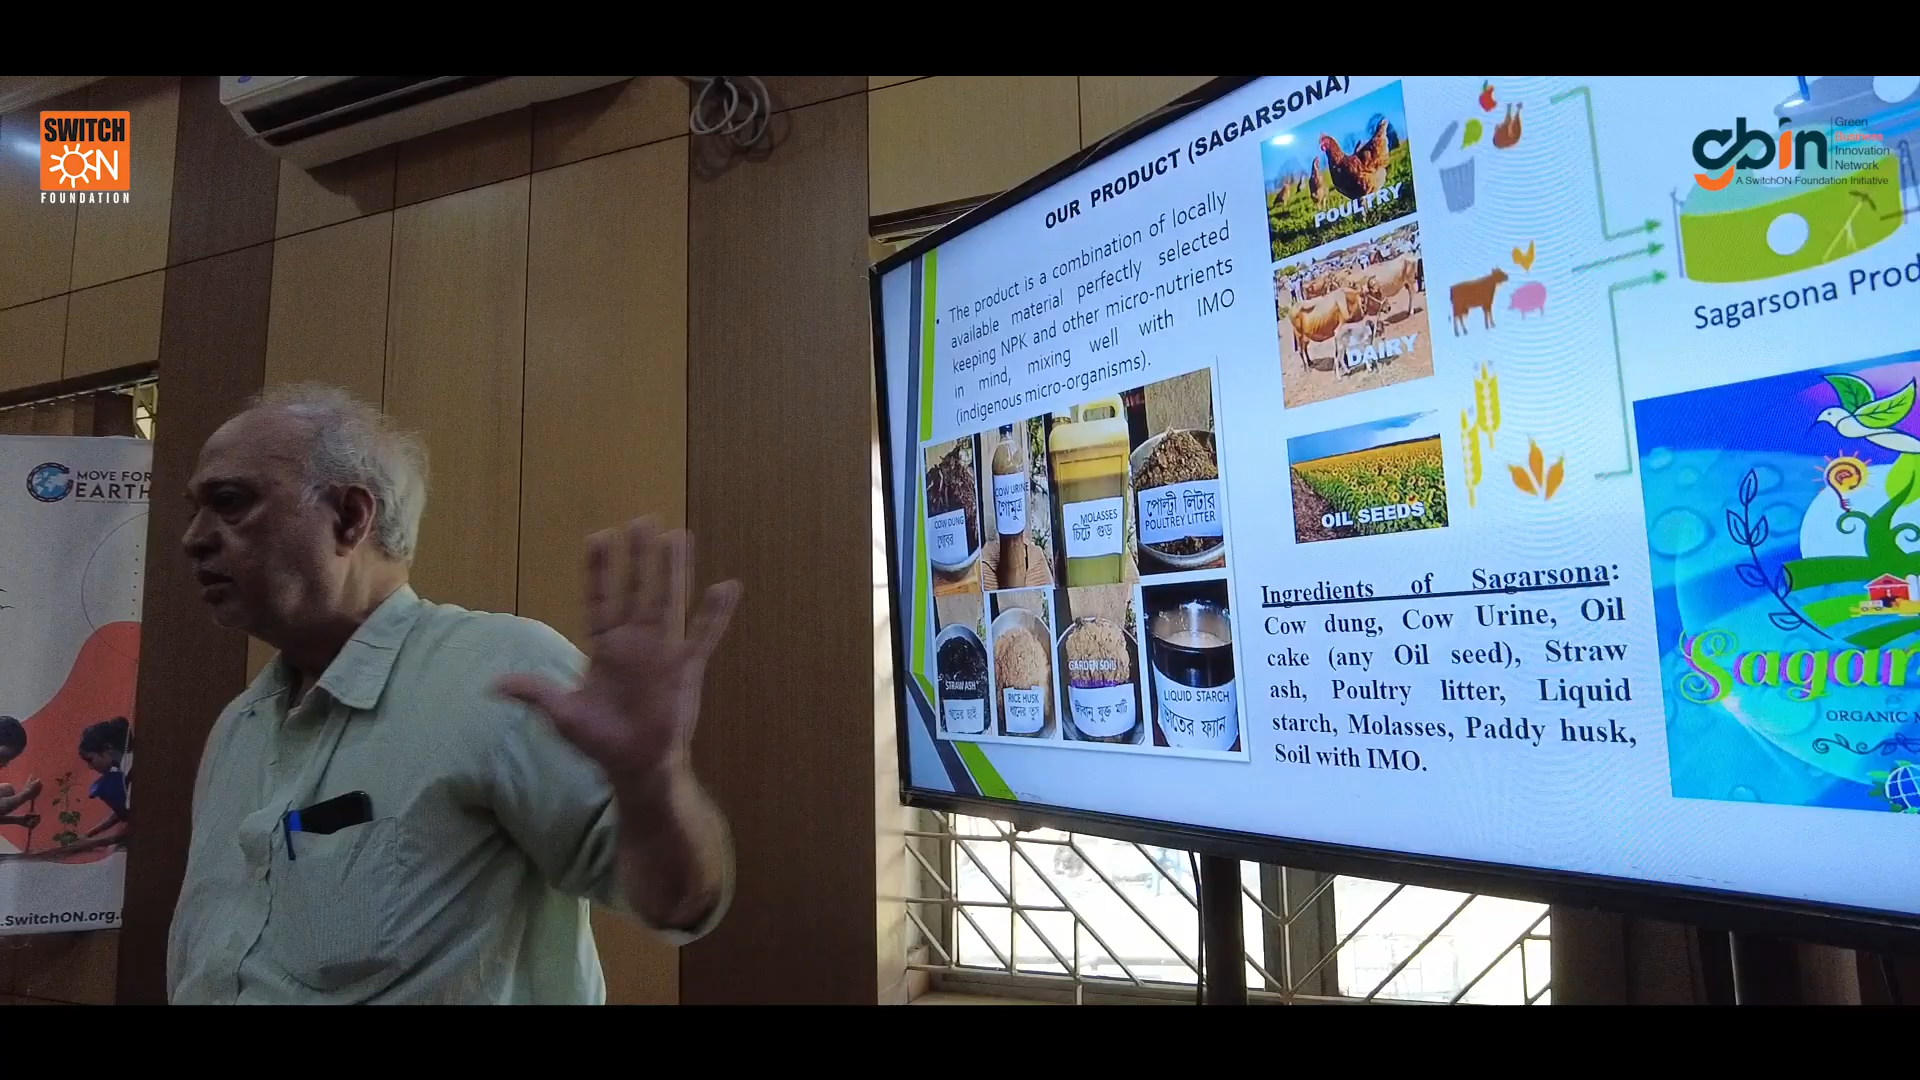 SWITCH
ON
FOUNDATION
gbin
Green
Business
Innovation
Network
A SwitchON Foundation Initiative
MOVE FOR
EARTH
.SwitchON.org.
OUR PRODUCT (SAGARSONA)
• The product is a combination of locally
available material perfectly selected
keeping NPK and other micro-nutrients
in mind, mixing well with IMO
(indigenous micro-organisms).
COW DUNG
গোবর
COW URINE
গোমূত্র
MOLASSES
চিটে গুড়
পোল্ট্রী লিটার
POULTREY LITTER
STRAW ASH
খড়ের ছাই
RICE HUSK
ধানের তুস
GARDEN SOIL
জীবানু যুক্ত মাটি
LIQUID STARCH
ভাতের ফ্যান
POULTRY
DAIRY
OIL SEEDS
Ingredients of Sagarsona:
Cow dung, Cow Urine, Oil
cake (any Oil seed), Straw
ash, Poultry litter, Liquid
starch, Molasses, Paddy husk,
Soil with IMO.
Sagarsona Prod
Sagar
ORGANIC